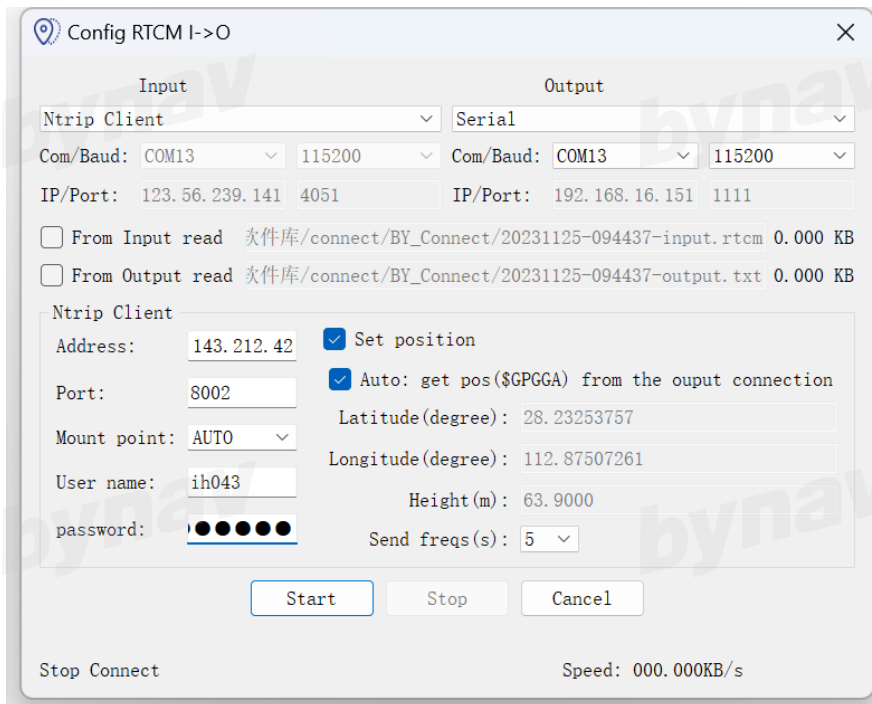 Config RTCM I->O
Input Output
Ntrip Client Serial
Com/Baud: COM13 115200 Com/Baud: COM13 115200
IP/Port: 123.56.239.141 4051 IP/Port: 192.168.16.151 1111
From Input read 件库/connect/BY_Connect/20231125-094437-input.rtcm 0.000 KB
From Output read 件库/connect/BY_Connect/20231125-094437-output.txt 0.000 KB
Ntrip Client
Address: 143.212.42 Set position
Port: 8002 Auto: get pos($GPGGA) from the ouput connection
Mount point: AUTO Latitude(degree): 28.23253757
User name: ih043 Longitude(degree): 112.87507261
password: ●●●●● Height(m): 63.9000
Send freqs(s): 5
Start Stop Cancel
Stop Connect Speed: 000.000KB/s
bynav
bynav
bynav
bynav